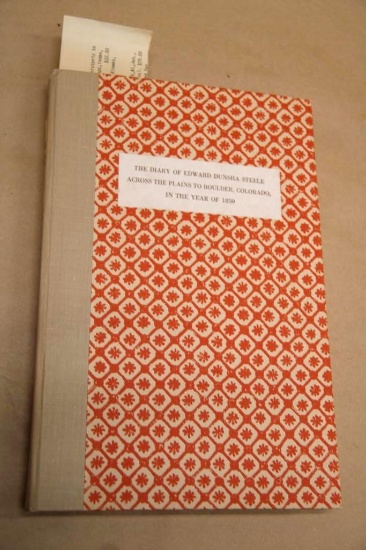 THE DIARY OF EDWARD DUNSHA STEELE
ACROSS THE PLAINS TO BOULDER, COLORADO,
IN THE YEAR OF 1859